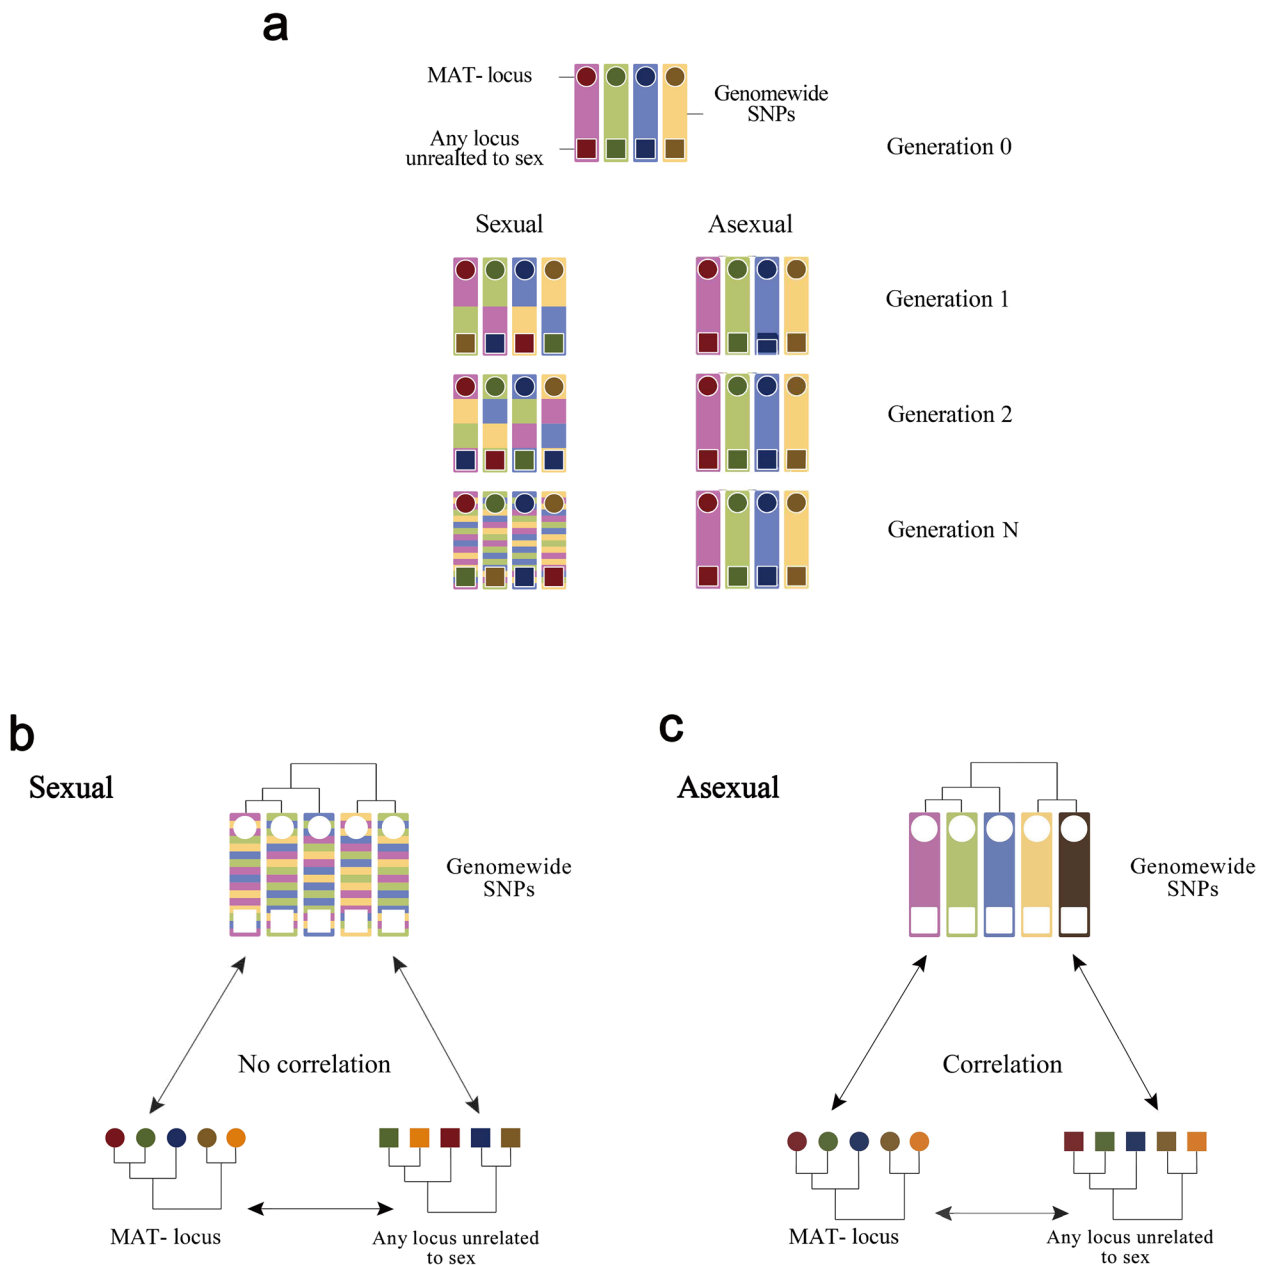 a
MAT- locus
Genomewide
SNPs
Any locus
unrealted to sex
Generation 0
Sexual
Asexual
Generation 1
Generation 2
Generation N
b
Sexual
Genomewide
SNPs
No correlation
MAT- locus
Any locus unrelated
to sex
c
Asexual
Genomewide
SNPs
Correlation
MAT- locus
Any locus unrelated
to sex